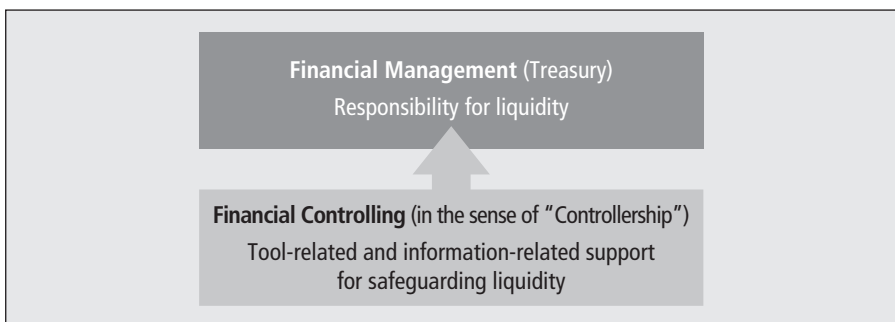 Financial Management (Treasury)
Responsibility for liquidity
Financial Controlling (in the sense of “Controllership”)
Tool-related and information-related support
for safeguarding liquidity